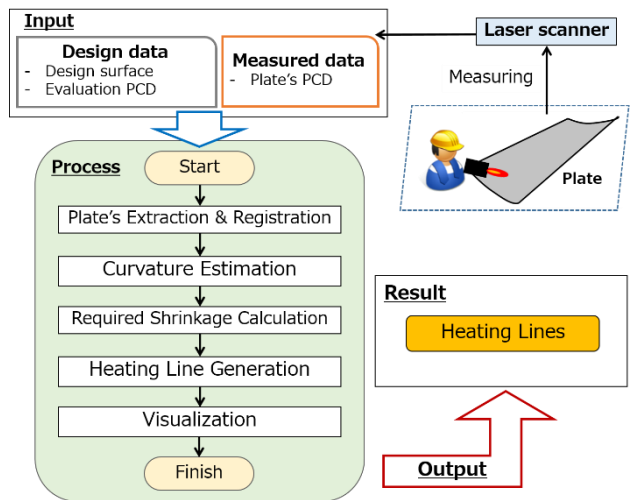 Input
Design data
- Design surface
- Evaluation PCD
Measured data
- Plate's PCD
Laser scanner
Measuring
Plate
Process
Start
Plate's Extraction & Registration
Curvature Estimation
Required Shrinkage Calculation
Heating Line Generation
Visualization
Finish
Result
Heating Lines
Output